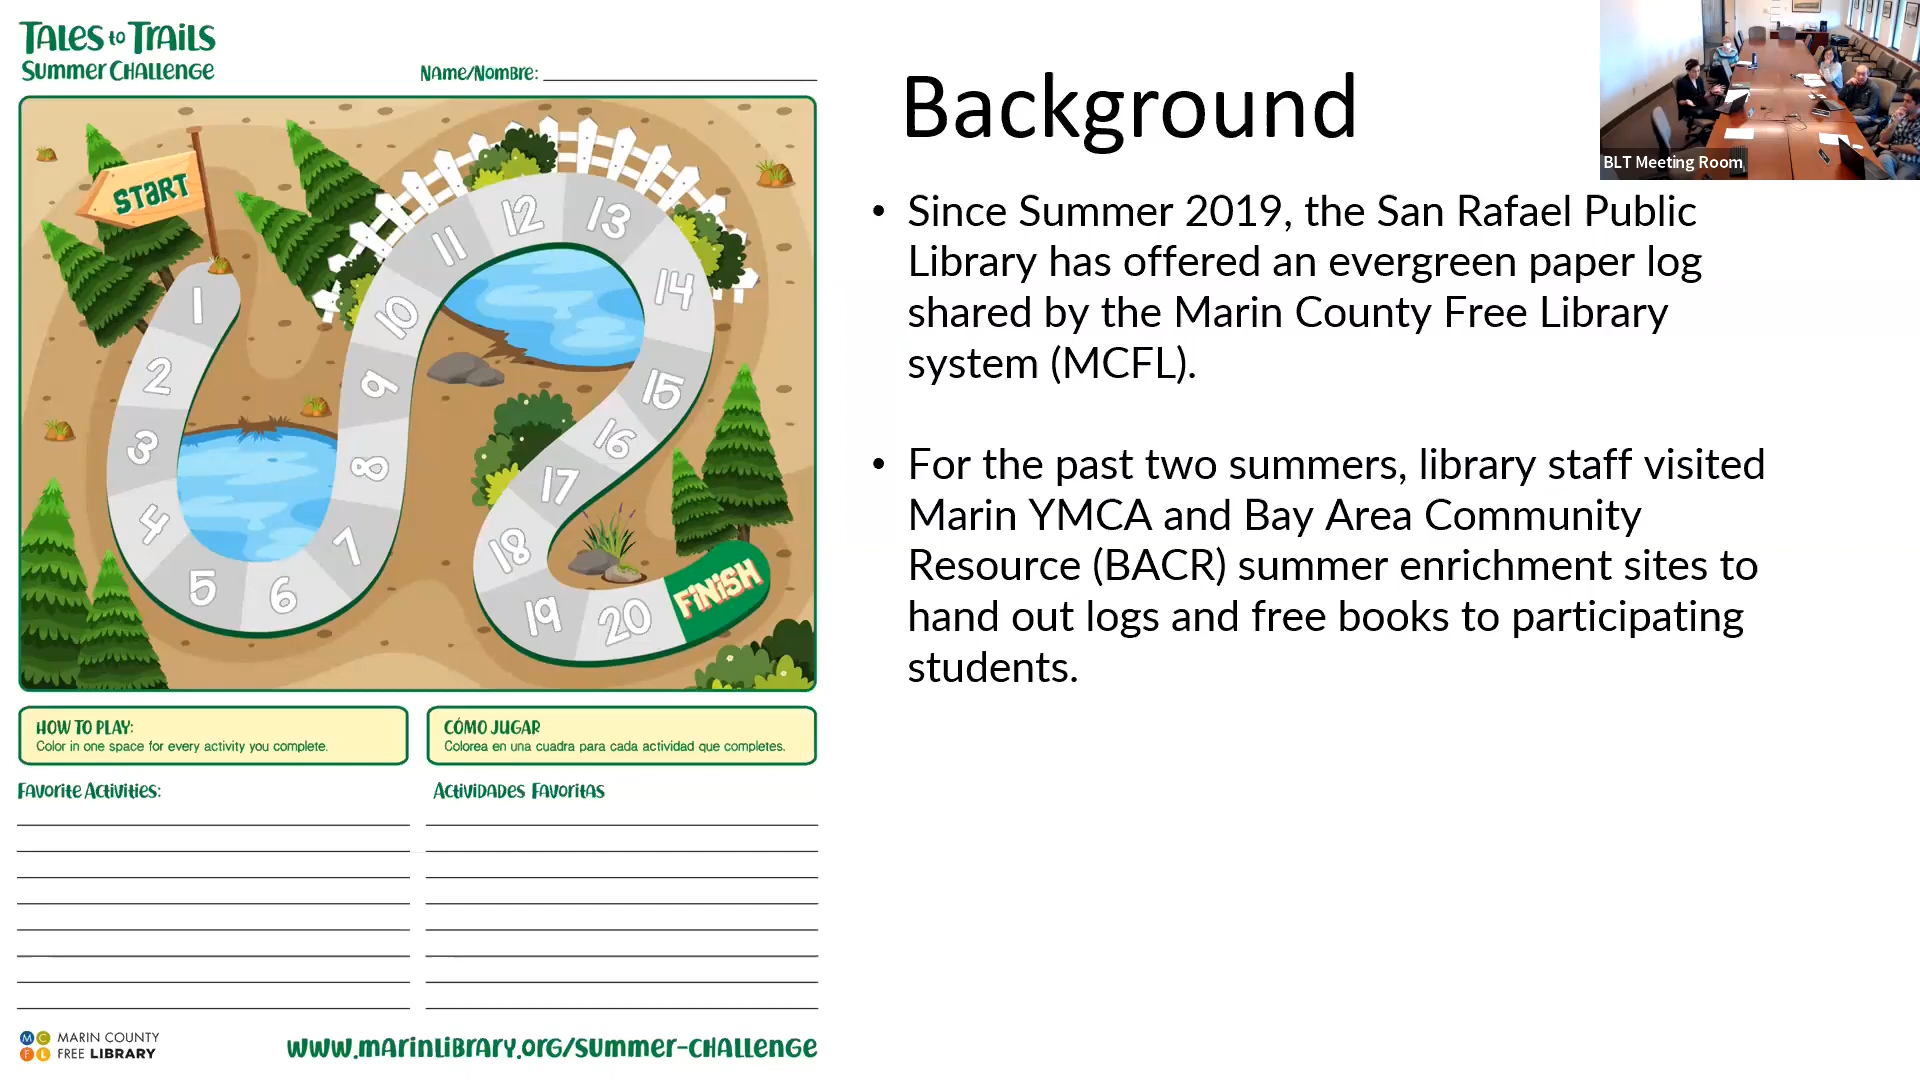 Tales to Trails
Summer Challenge
Name/Nombre:
START
1
2
3
4
5
6
7
8
9
10
11
12
13
14
15
16
17
18
19
20
FINISH
HOW TO PLAY:
Color in one space for every activity you complete.
CÓMO JUGAR
Colorea en una cuadra para cada actividad que completes.
Favorite Activities:
Actividades Favoritas
MCFL
MARIN COUNTY
FREE LIBRARY
www.marinlibrary.org/summer-challenge
Background
• Since Summer 2019, the San Rafael Public
Library has offered an evergreen paper log
shared by the Marin County Free Library
system (MCFL).
• For the past two summers, library staff visited
Marin YMCA and Bay Area Community
Resource (BACR) summer enrichment sites to
hand out logs and free books to participating
students.
BLT Meeting Room